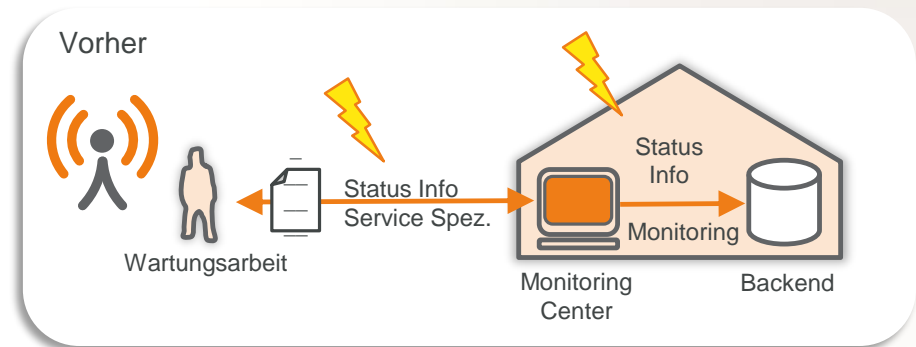 Vorher
Status Info
Service Spez.
Wartungsarbeit
Status
Info
Monitoring
Monitoring
Center
Backend